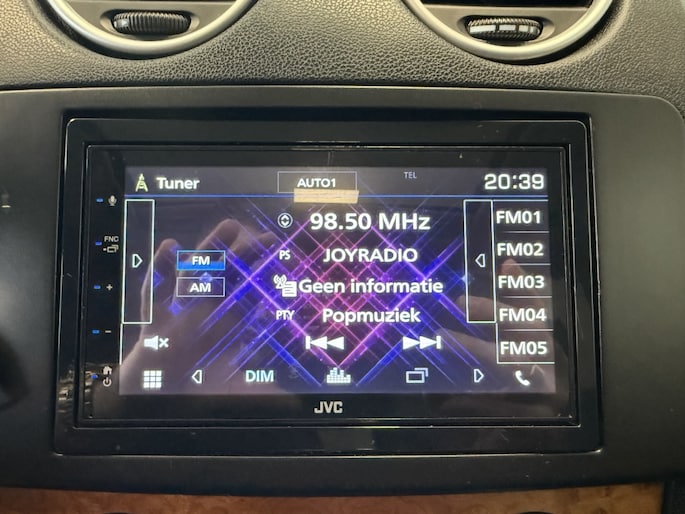 Tuner
AUTO1
TEL
20:39
98.50 MHz
FM01
FNC
PS JOYRADIO
FM02
FM
Geen informatie
AM
FM03
PTY Popmuziek
FM04
FM05
DIM
JVC